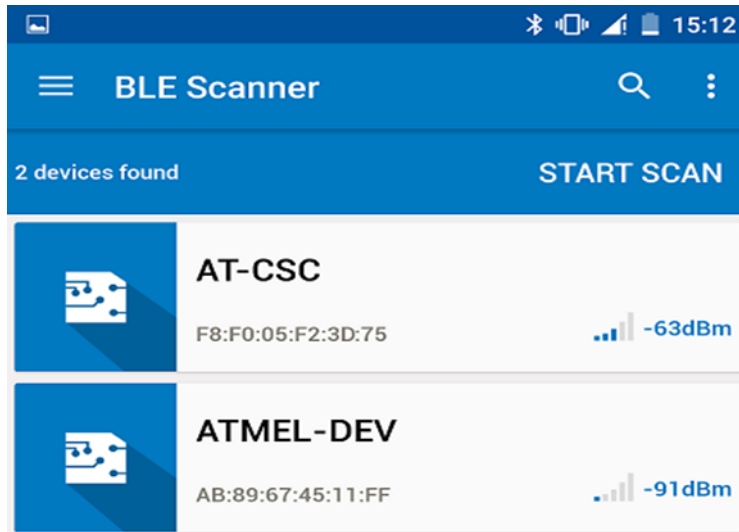 15:12
BLE Scanner
2 devices found
START SCAN
AT-CSC
F8:F0:05:F2:3D:75
-63dBm
ATMEL-DEV
AB:89:67:45:11:FF
-91dBm